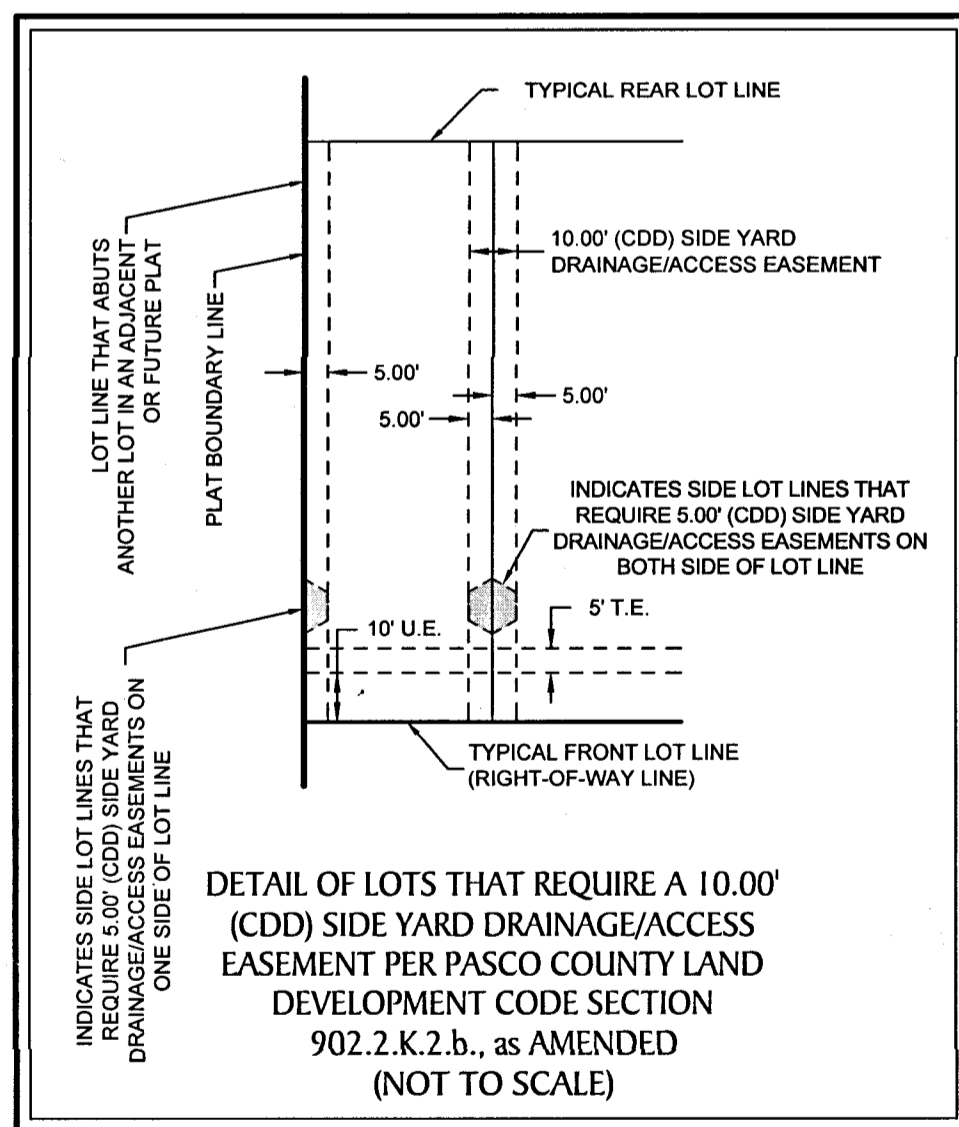 TYPICAL REAR LOT LINE
LOT LINE THAT ABUTS
ANOTHER LOT IN AN ADJACENT
OR FUTURE PLAT
PLAT BOUNDARY LINE
10.00' (CDD) SIDE YARD
DRAINAGE/ACCESS EASEMENT
5.00'
5.00'
5.00'
INDICATES SIDE LOT LINES THAT
REQUIRE 5.00' (CDD) SIDE YARD
DRAINAGE/ACCESS EASEMENTS ON
BOTH SIDE OF LOT LINE
10' U.E.
5' T.E.
INDICATES SIDE LOT LINES THAT
REQUIRE 5.00' (CDD) SIDE YARD
DRAINAGE/ACCESS EASEMENTS ON
ONE SIDE OF LOT LINE
TYPICAL FRONT LOT LINE
(RIGHT-OF-WAY LINE)
DETAIL OF LOTS THAT REQUIRE A 10.00'
(CDD) SIDE YARD DRAINAGE/ACCESS
EASEMENT PER PASCO COUNTY LAND
DEVELOPMENT CODE SECTION
902.2.K.2.b., as AMENDED
(NOT TO SCALE)